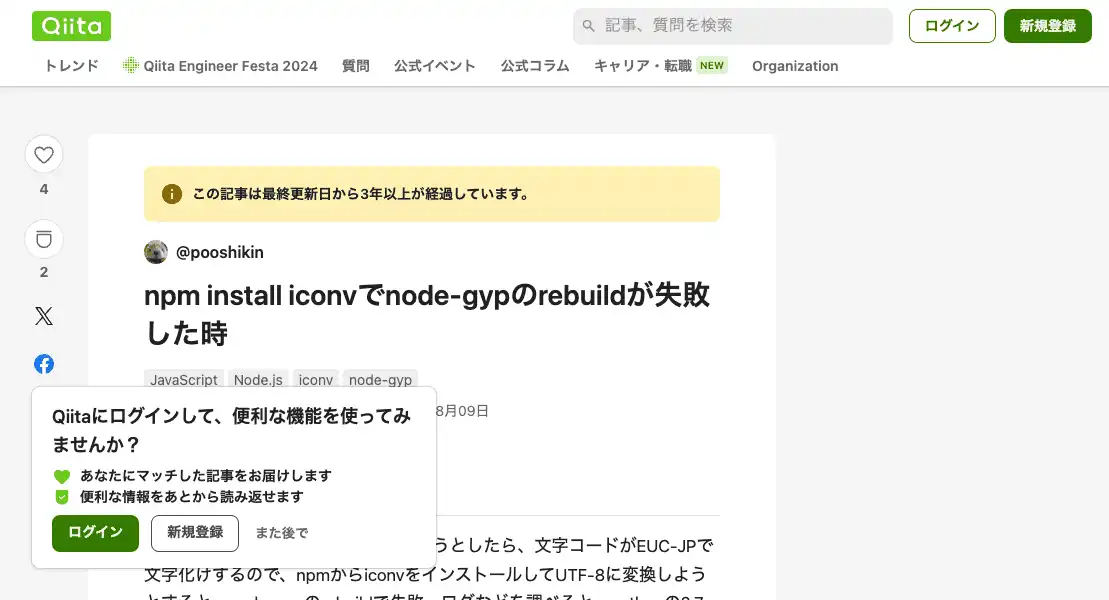 Qiita
記事、質問を検索
ログイン
新規登録
トレンド
Qiita Engineer Festa 2024
質問
公式イベント
公式コラム
キャリア・転職 NEW
Organization
4
2
この記事は最終更新日から3年以上が経過しています。
@pooshikin
npm install iconvでnode-gypのrebuildが失敗
した時
JavaScript Node.js iconv node-gyp
8月09日
Qiitaにログインして、便利な機能を使ってみ
ませんか？
あなたにマッチした記事をお届けします
便利な情報をあとから読み返せます
ログイン
新規登録
また後で
うとしたら、文字コードがEUC-JPで
文字化けするので、npmからiconvをインストールしてUTF-8に変換しよう